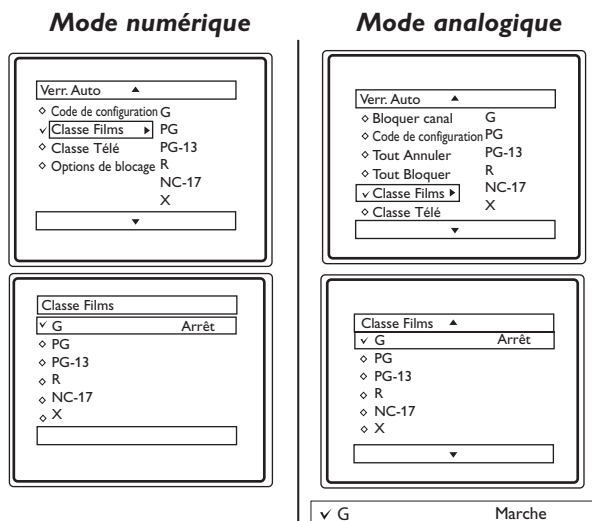 Mode numérique
Verr. Auto
Code de configuration G
Classe Films PG
Classe Télé PG-13
Options de blocage R
NC-17
X
Classe Films
G Arrêt
PG
PG-13
R
NC-17
X
Mode analogique
Verr. Auto
Bloquer canal G
Code de configuration PG
Tout Annuler PG-13
Tout Bloquer R
Classe Films NC-17
Classe Télé X
Classe Films
G Arrêt
PG
PG-13
R
NC-17
X
G Marche